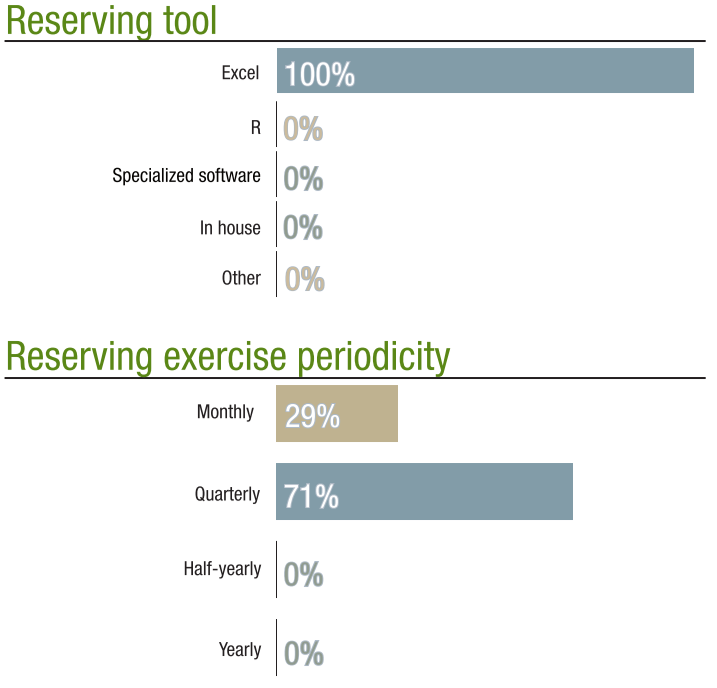 Reserving tool
Excel 100%
R 0%
Specialized software 0%
In house 0%
Other 0%
Reserving exercise periodicity
Monthly 29%
Quarterly 71%
Half-yearly 0%
Yearly 0%